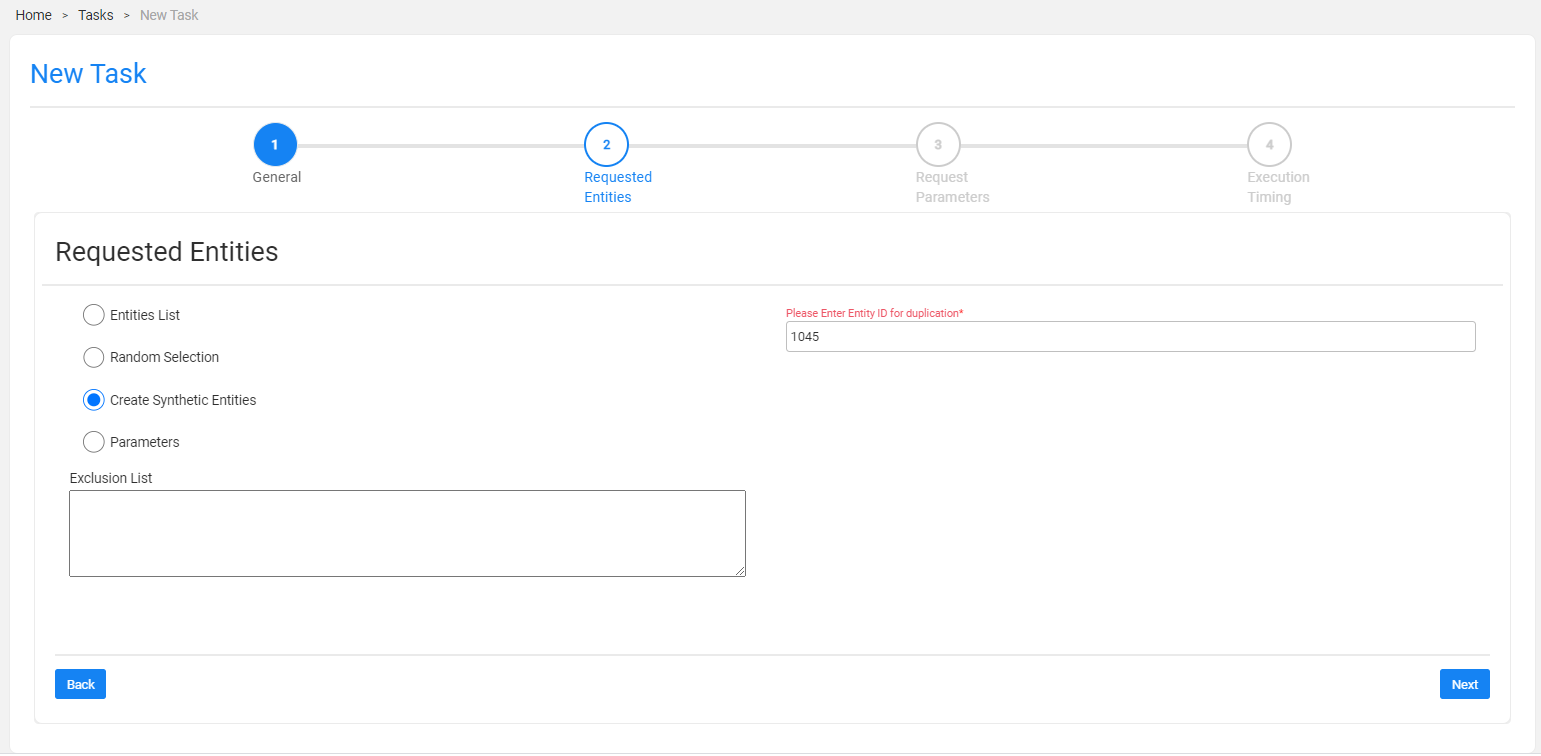 Home > Tasks > New Task
New Task
1
General
2
Requested
Entities
3
Request
Parameters
4
Execution
Timing
Requested Entities
Entities List
Random Selection
Create Synthetic Entities
Parameters
Exclusion List
Please Enter Entity ID for duplication*
1045
Back
Next